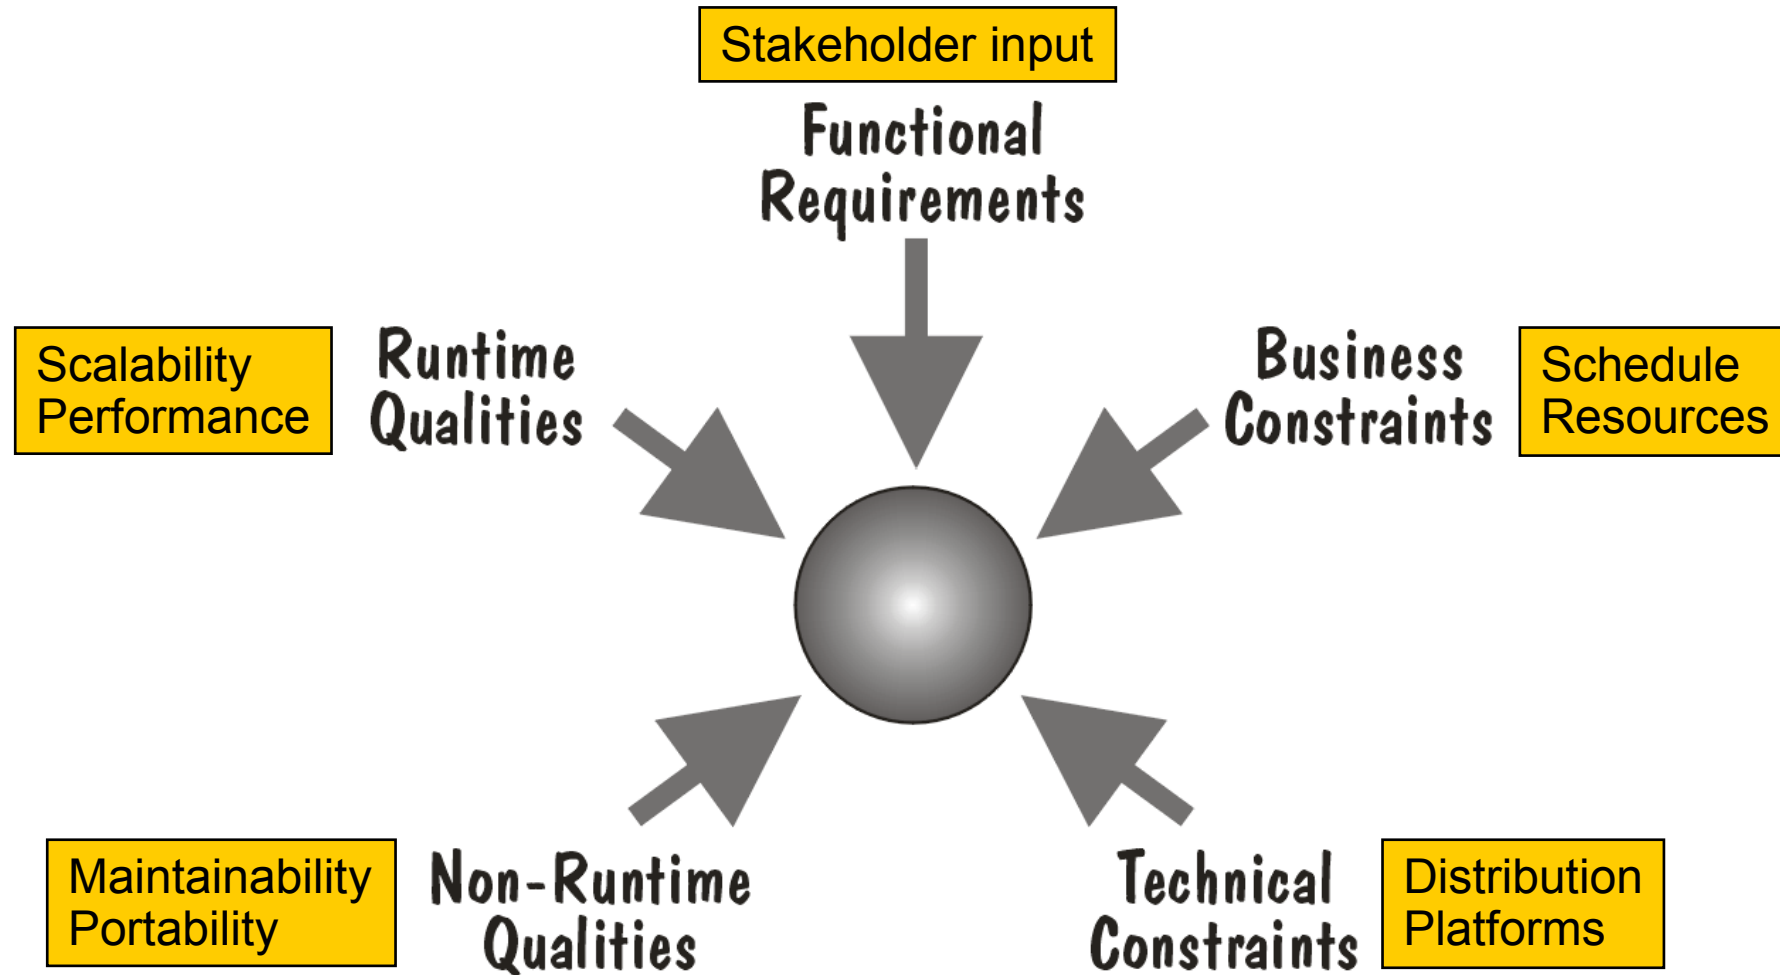 Stakeholder input
Functional
Requirements
Scalability
Performance
Runtime
Qualities
Business
Constraints
Schedule
Resources
Maintainability
Portability
Non-Runtime
Qualities
Technical
Constraints
Distribution
Platforms